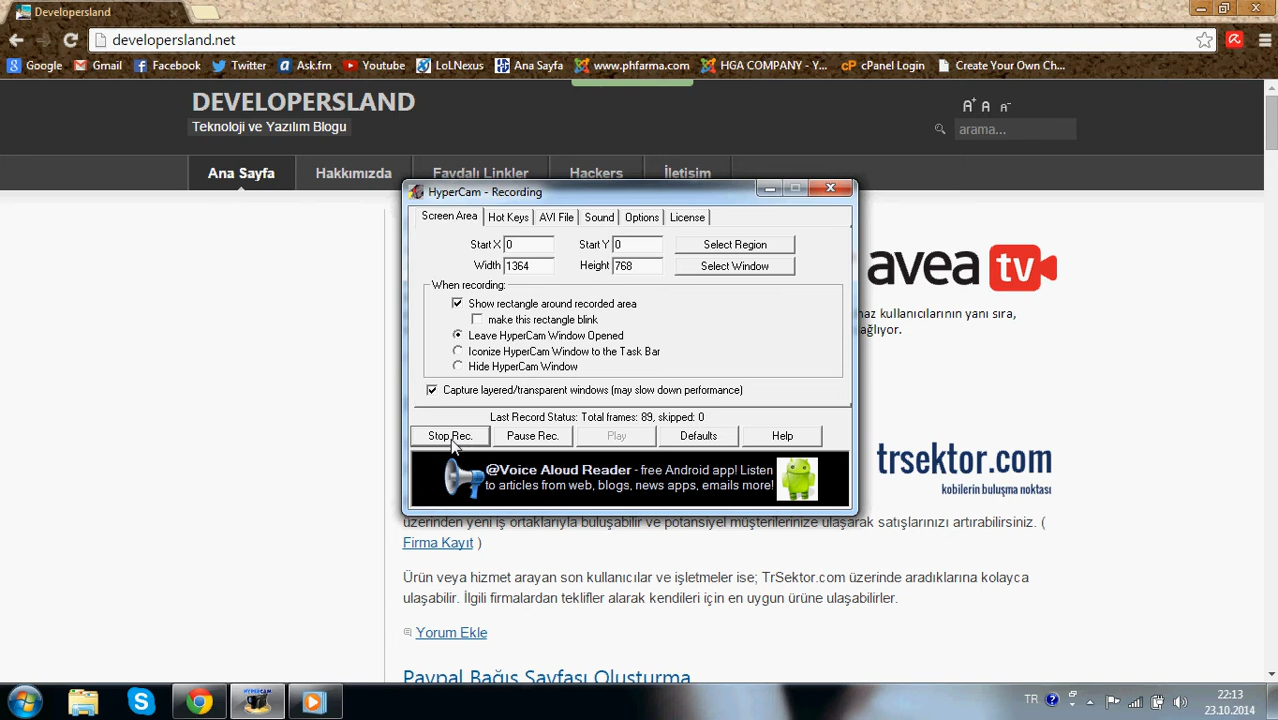 Developersland
developersland.net
Google Gmail Facebook Twitter Ask.fm Youtube LoLNexus Ana Sayfa www.phfarma.com HGA COMPANY - Y... cPanel Login Create Your Own Ch...
DEVELOPERSLAND
Teknoloji ve Yazılım Blogu
A+ A A-
arama...
Ana Sayfa Hakkımızda Faydalı Linkler Hackers İletişim
HyperCam - Recording
Screen Area Hot Keys AVI File Sound Options License
Start X 0 Start Y 0 Select Region
Width 1364 Height 768 Select Window
When recording:
Show rectangle around recorded area
make this rectangle blink
Leave HyperCam Window Opened
Iconize HyperCam Window to the Task Bar
Hide HyperCam Window
Capture layered/transparent windows (may slow down performance)
Last Record Status: Total frames: 89, skipped: 0
Stop Rec. Pause Rec. Play Defaults Help
@Voice Aloud Reader - free Android app! Listen
to articles from web, blogs, news apps, emails more!
avea tv
kullanıcılarının yanı sıra,
trsektor.com
kobilerin buluşma noktası
üzerinden yeni iş ortaklarıyla buluşabilir ve potansiyel müşterilerinize ulaşarak satışlarınızı artırabilirsiniz. (
Firma Kayıt )
Ürün veya hizmet arayan son kullanıcılar ve işletmeler ise; TrSektor.com üzerinde aradıklarına kolayca
ulaşabilir. İlgili firmalardan teklifler alarak kendileri için en uygun ürüne ulaşabilirler.
Yorum Ekle
Paypal Bağış Sayfası Oluşturma
TR
22:13
23.10.2014
HYPERCAM